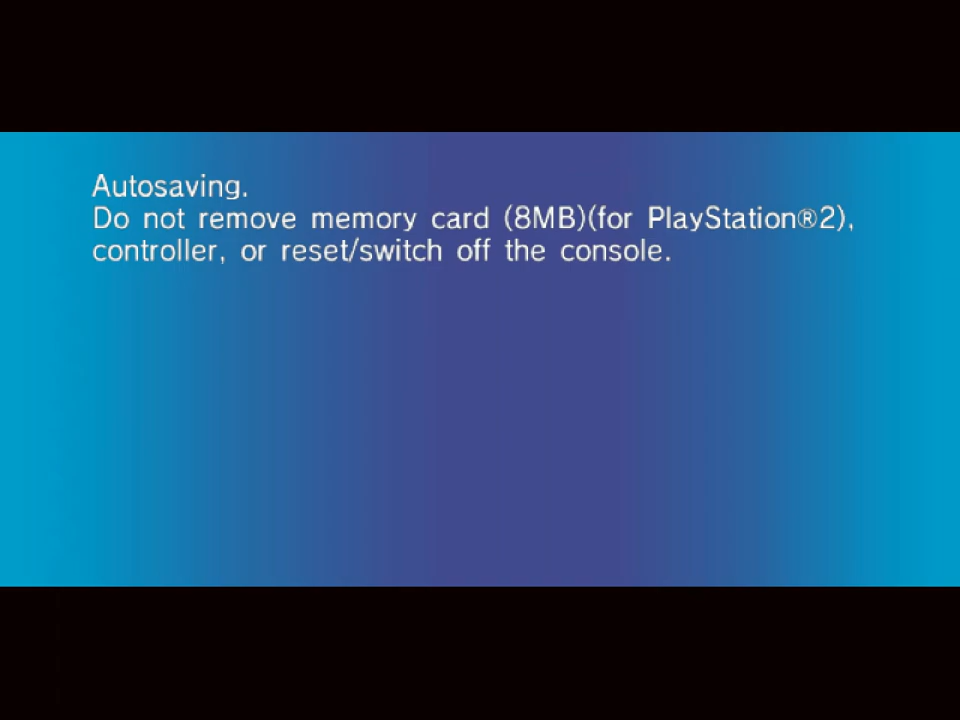 Autosaving.
Do not remove memory card (8MB)(for PlayStation®2),
controller, or reset/switch off the console.